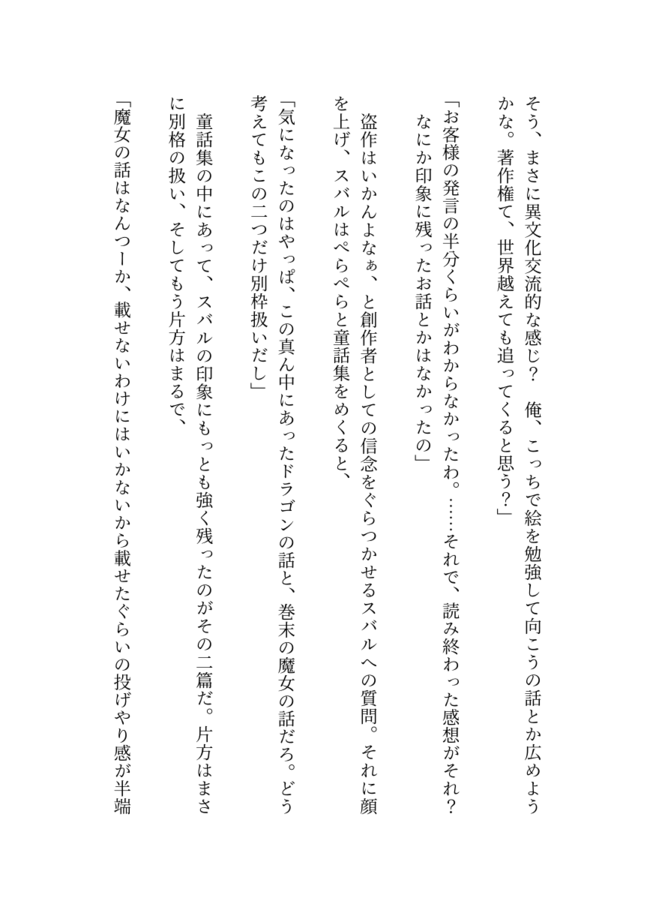 そう、まさに異文化交流的な感じ？　俺、こっちで絵を勉強して向こうの話とか広めよう
かな。著作権て、世界越えても追ってくると思う？」
「お客様の発言の半分くらいがわからなかったわ。……それで、読み終わった感想がそれ？
なにか印象に残ったお話とかはなかったの」
　盗作はいかんよなぁ、と創作者としての信念をぐらつかせるスバルへの質問。それに顔
を上げ、スバルはぺらぺらと童話集をめくると、
「気になったのはやっぱ、この真ん中にあったドラゴンの話と、巻末の魔女の話だろ。どう
考えてもこの二つだけ別枠扱いだし」
　童話集の中にあって、スバルの印象にもっとも強く残ったのがその二篇だ。片方はまさ
に別格の扱い、そしてもう片方はまるで、
「魔女の話はなんつーか、載せないわけにはいかないから載せたぐらいの投げやり感が半端